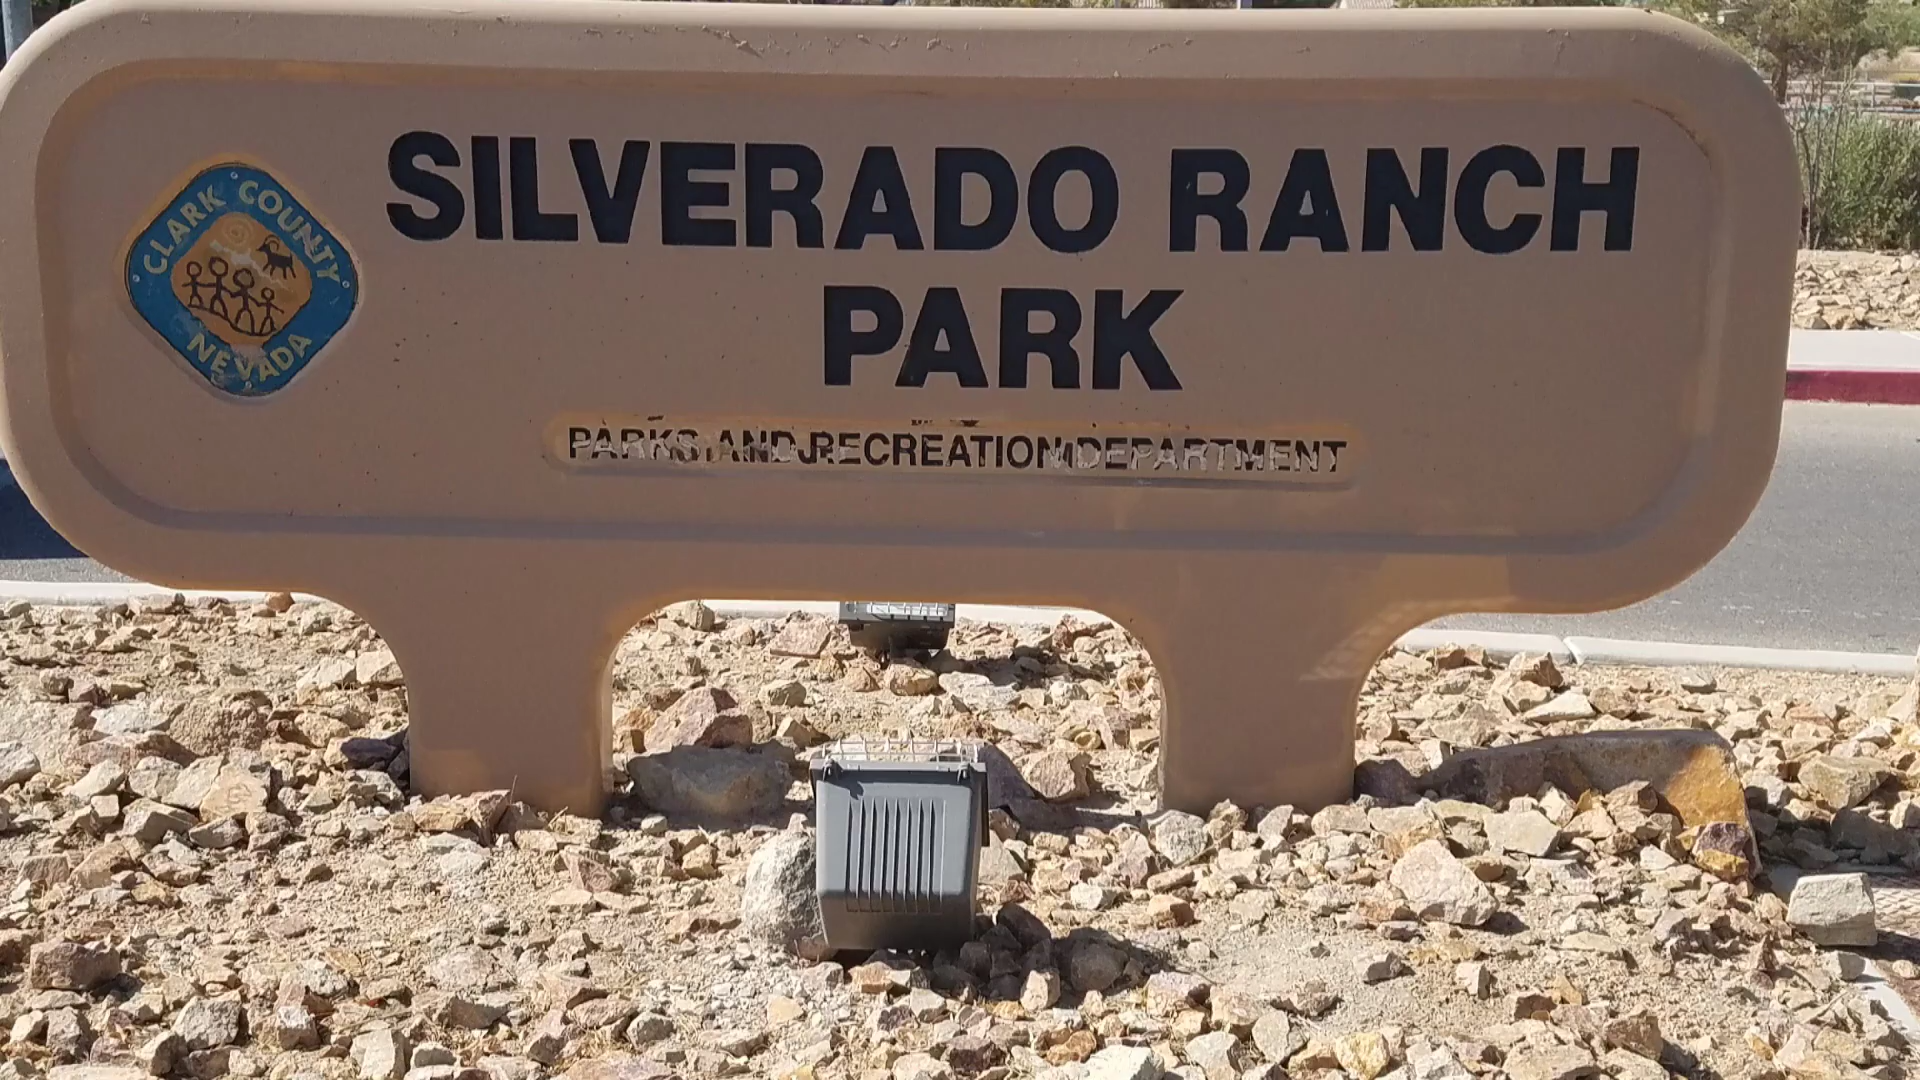 CLARK COUNTY
NEVADA
SILVERADO RANCH
PARK
PARKS AND RECREATION DEPARTMENT